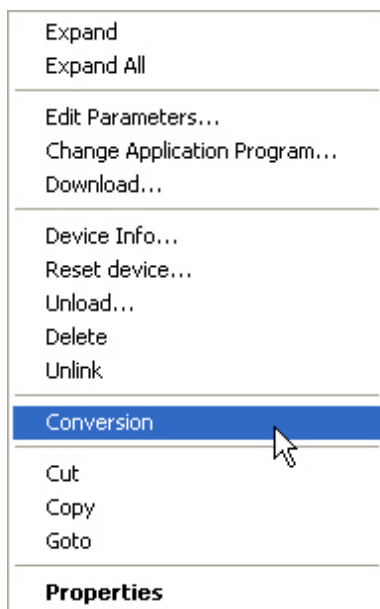 Expand
Expand All
Edit Parameters...
Change Application Program...
Download...
Device Info...
Reset device...
Unload...
Delete
Unlink
Conversion
Cut
Copy
Goto
Properties